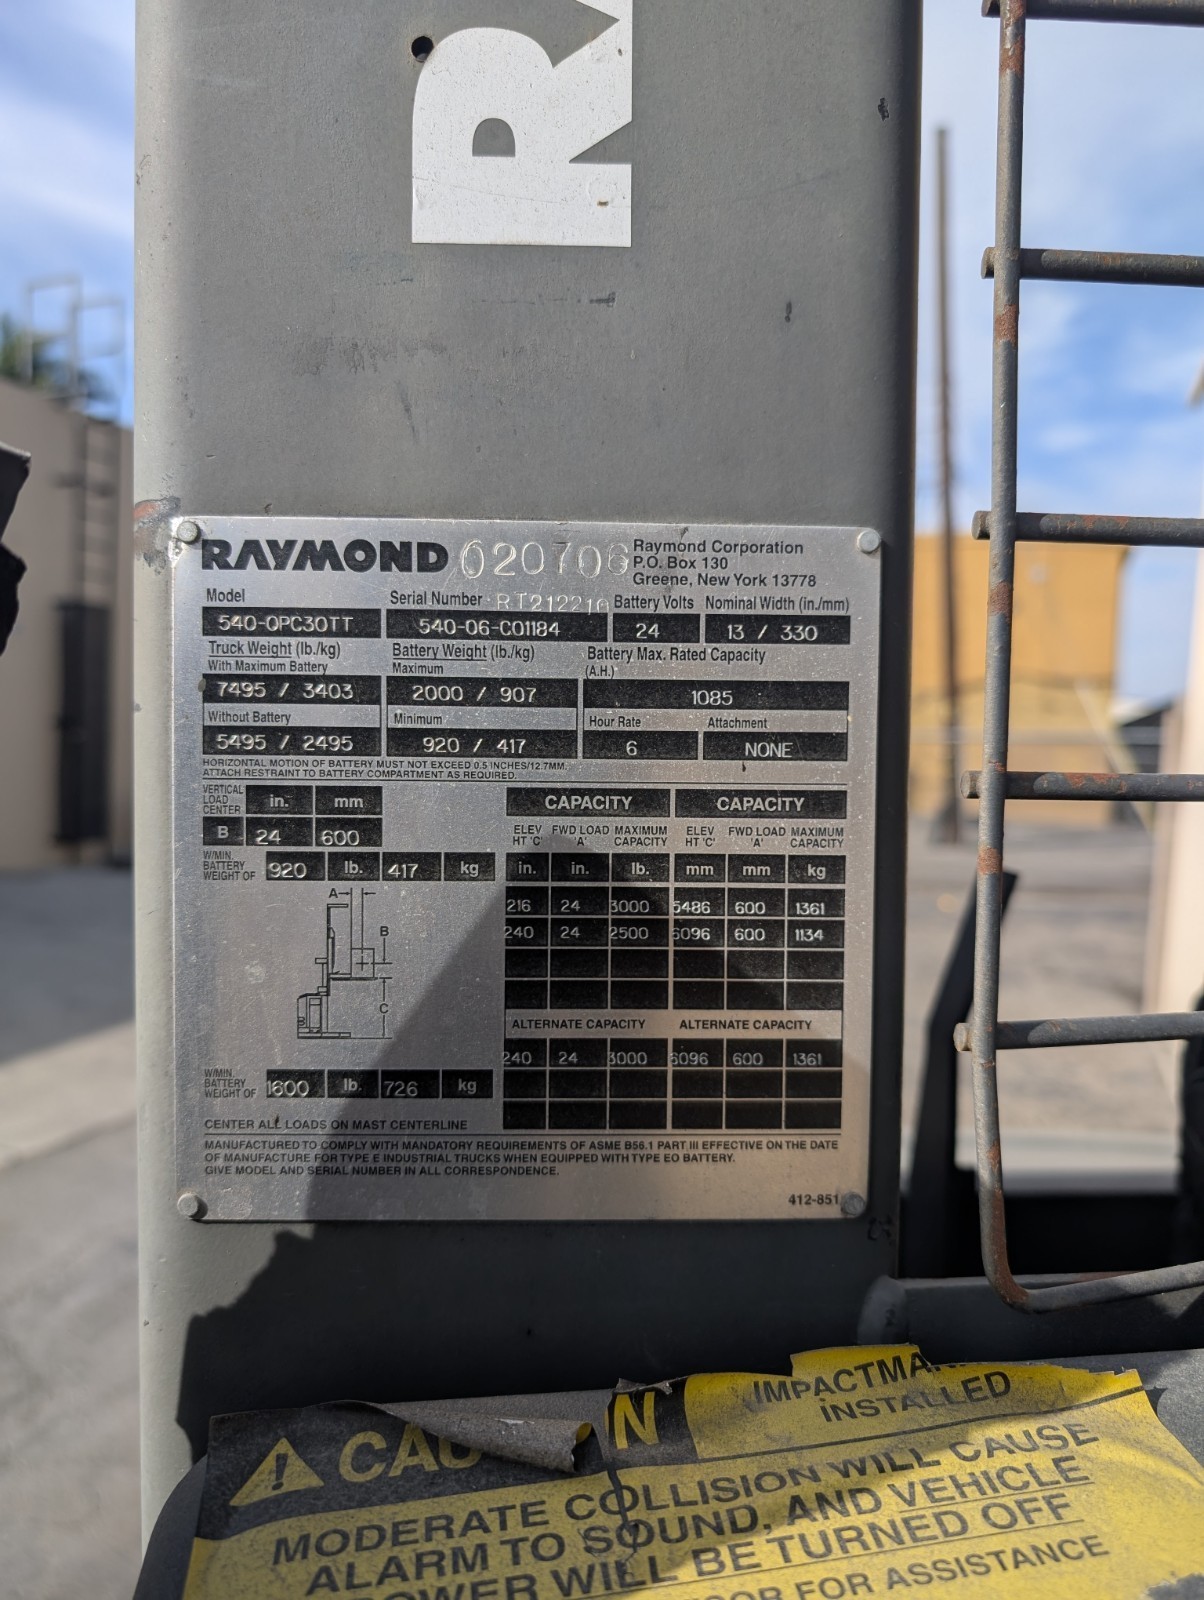 RA
RAYMOND 020706 Raymond Corporation
P.O. Box 130
Greene, New York 13778
Model Serial Number RT212210 Battery Volts Nominal Width (in./mm)
540-OPC30TT 540-06-C01184 24 13 / 330
Truck Weight (lb./kg) Battery Weight (lb./kg) Battery Max. Rated Capacity
With Maximum Battery Maximum (A.H.)
7495 / 3403 2000 / 907 1085
Without Battery Minimum Hour Rate Attachment
5495 / 2495 920 / 417 6 NONE
HORIZONTAL MOTION OF BATTERY MUST NOT EXCEED 0.5 INCHES/12.7MM.
ATTACH RESTRAINT TO BATTERY COMPARTMENT AS REQUIRED.
VERTICAL LOAD CENTER in. mm
B 24 600
W/MIN. BATTERY WEIGHT OF 920 lb. 417 kg
A
B
C
B
CAPACITY CAPACITY
ELEV HT 'C' FWD LOAD 'A' MAXIMUM CAPACITY ELEV HT 'C' FWD LOAD 'A' MAXIMUM CAPACITY
in. in. lb. mm mm kg
216 24 3000 5486 600 1361
240 24 2500 6096 600 1134
ALTERNATE CAPACITY ALTERNATE CAPACITY
240 24 3000 6096 600 1361
W/MIN. BATTERY WEIGHT OF 1600 lb. 726 kg
CENTER ALL LOADS ON MAST CENTERLINE
MANUFACTURED TO COMPLY WITH MANDATORY REQUIREMENTS OF ASME B56.1 PART III EFFECTIVE ON THE DATE
OF MANUFACTURE FOR TYPE E INDUSTRIAL TRUCKS WHEN EQUIPPED WITH TYPE EO BATTERY.
GIVE MODEL AND SERIAL NUMBER IN ALL CORRESPONDENCE.
412-851
CAU N IMPACTMA
INSTALLED
MODERATE COLLISION WILL CAUSE
ALARM TO SOUND, AND VEHICLE
POWER WILL BE TURNED OFF
OR FOR ASSISTANCE